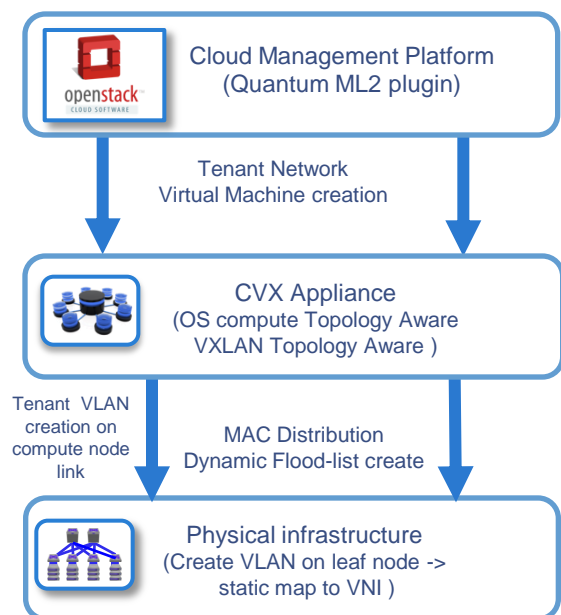 openstack™
CLOUD SOFTWARE
Cloud Management Platform
(Quantum ML2 plugin)
Tenant Network
Virtual Machine creation
CVX Appliance
(OS compute Topology Aware
VXLAN Topology Aware )
Tenant VLAN
creation on
compute node
link
MAC Distribution
Dynamic Flood-list create
Physical infrastructure
(Create VLAN on leaf node ->
static map to VNI )